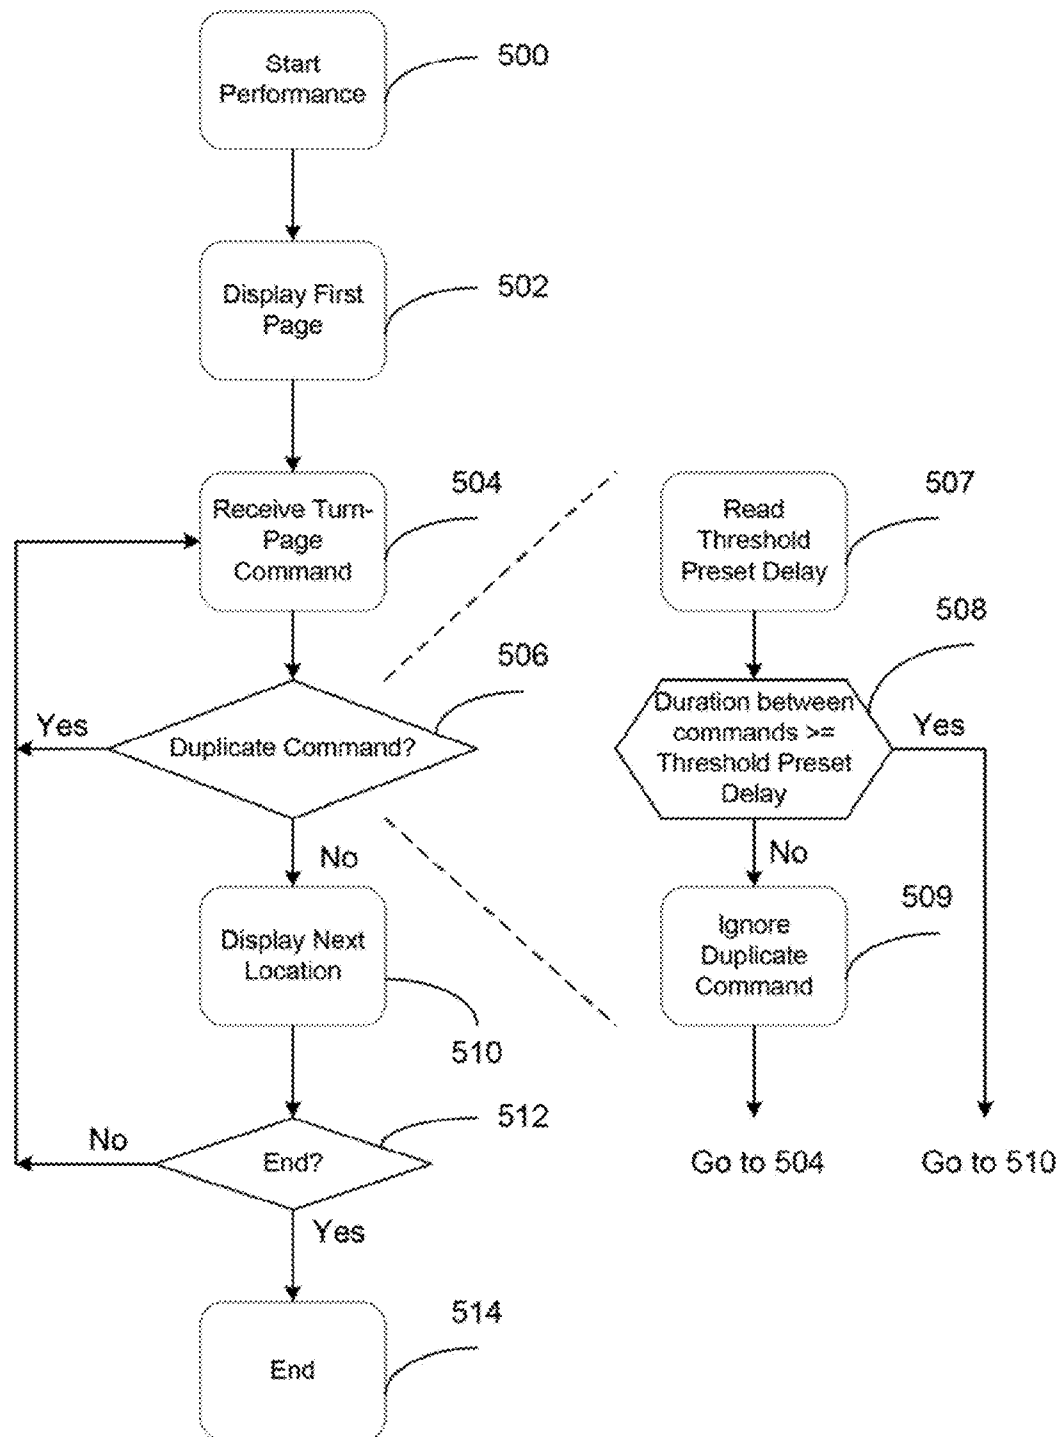 Start
Performance
500
Display First
Page
502
Receive Turn-
Page
Command
504
Duplicate Command?
506
Yes
No
Display Next
Location
510
End?
512
No
Yes
End
514
Read
Threshold
Preset Delay
507
Duration between
commands >=
Threshold Preset
Delay
508
Yes
No
Ignore
Duplicate
Command
509
Go to 504
Go to 510